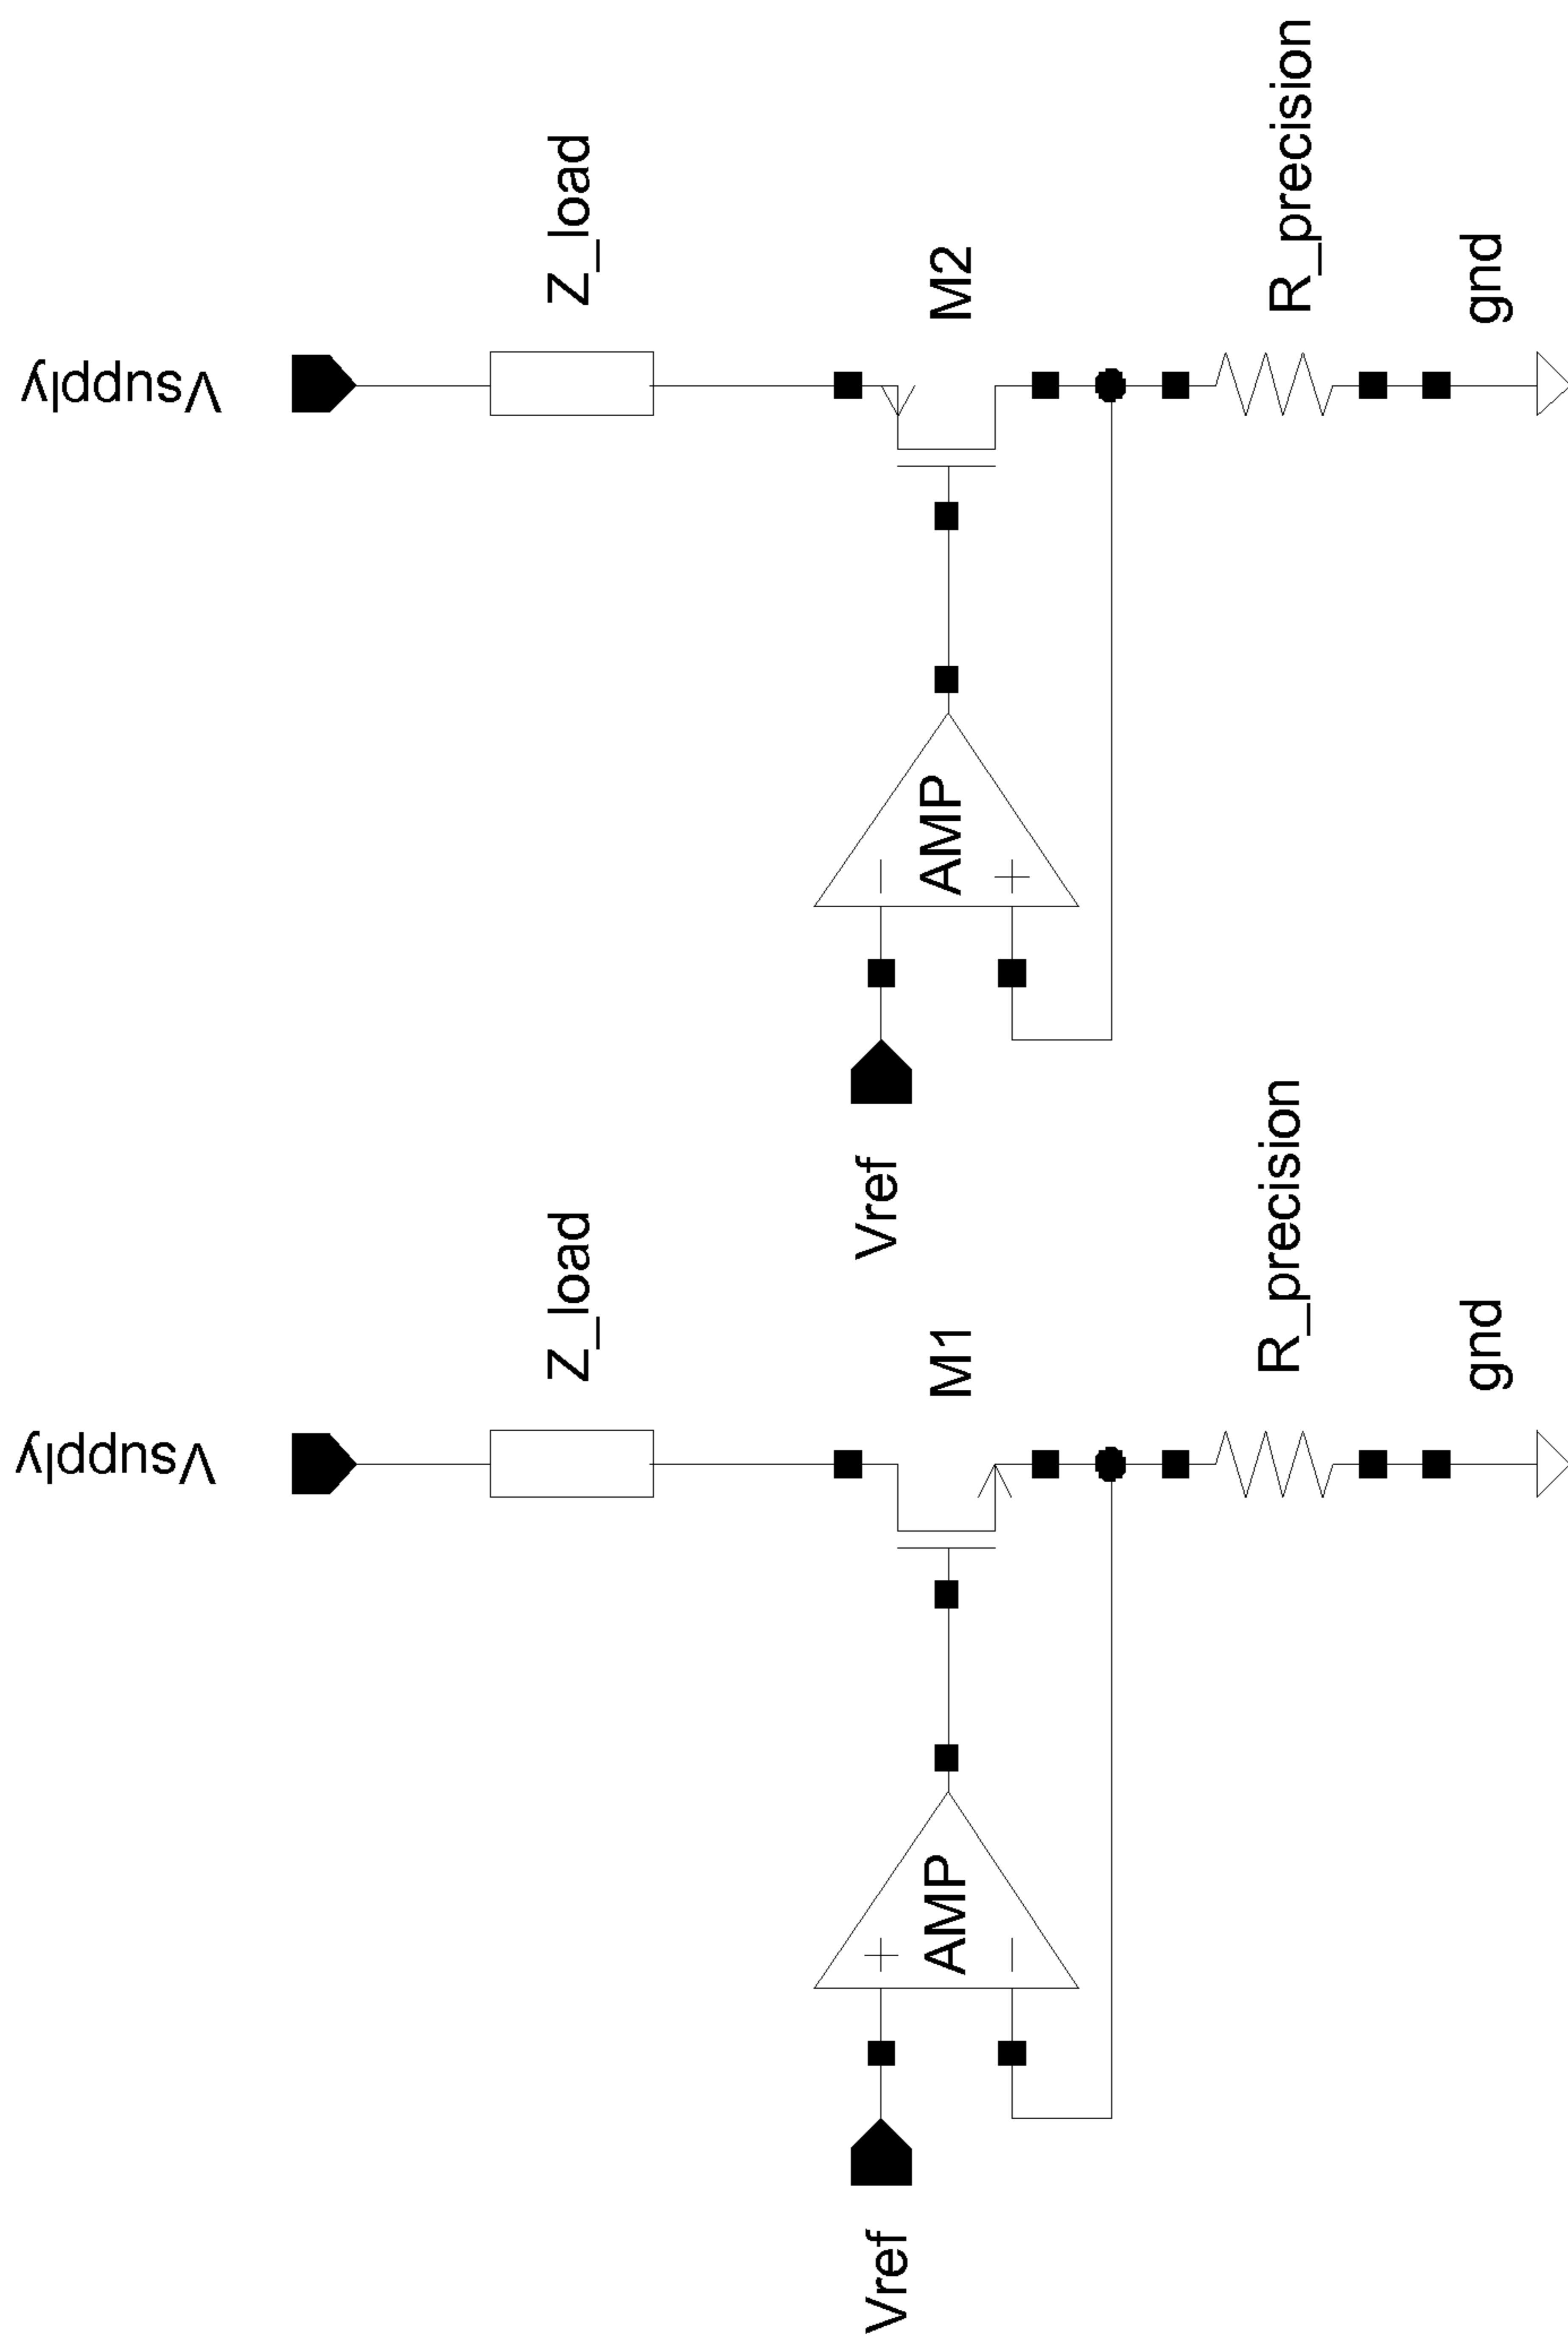 Vsupply
Z_load
M1
AMP
+
-
Vref
R_precision
gnd
Vsupply
Z_load
M2
AMP
-
+
Vref
R_precision
gnd